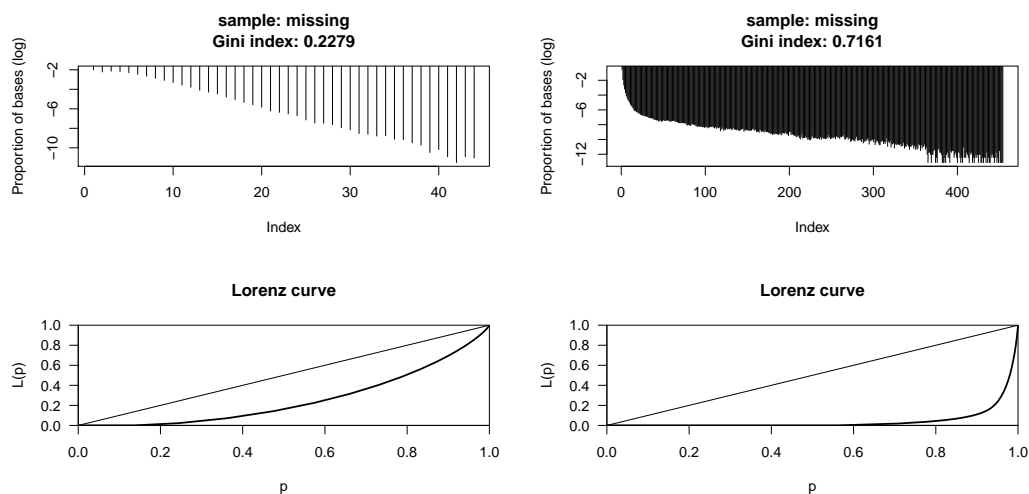 sample: missing
Gini index: 0.2279
Proportion of bases (log)
−2
−6
−10
0 10 20 30 40
Index
sample: missing
Gini index: 0.7161
Proportion of bases (log)
−2
−6
−12
0 100 200 300 400
Index
Lorenz curve
L(p)
1.0
0.8
0.6
0.4
0.2
0.0
0.0 0.2 0.4 0.6 0.8 1.0
p
Lorenz curve
L(p)
1.0
0.8
0.6
0.4
0.2
0.0
0.0 0.2 0.4 0.6 0.8 1.0
p